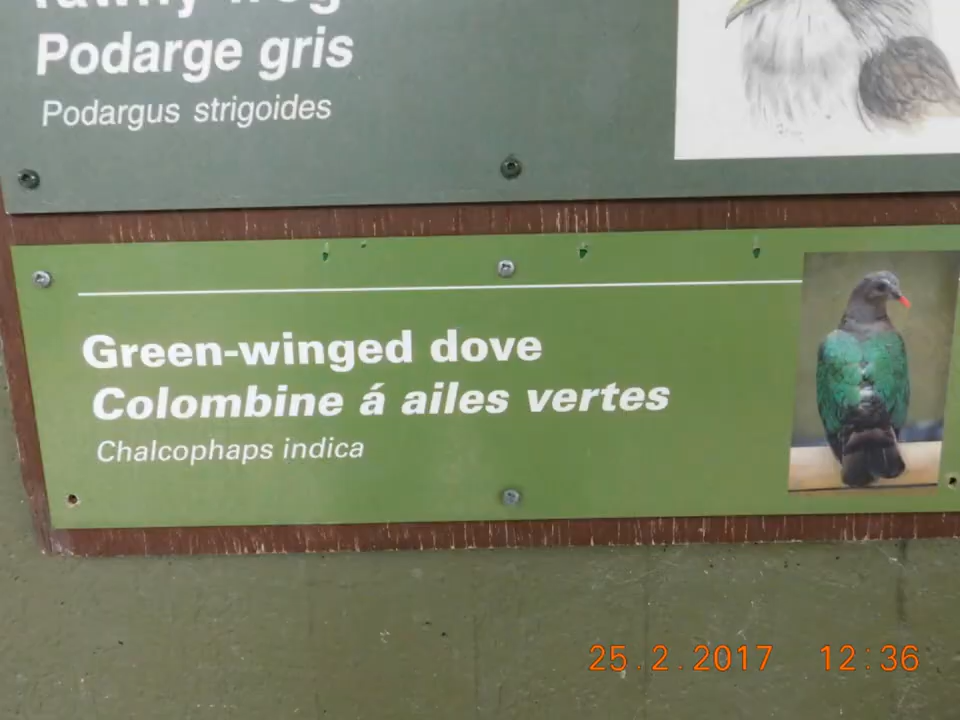 Podarge gris
Podargus strigoides
Green-winged dove
Colombine á ailes vertes
Chalcophaps indica
25.2.2017 12:36